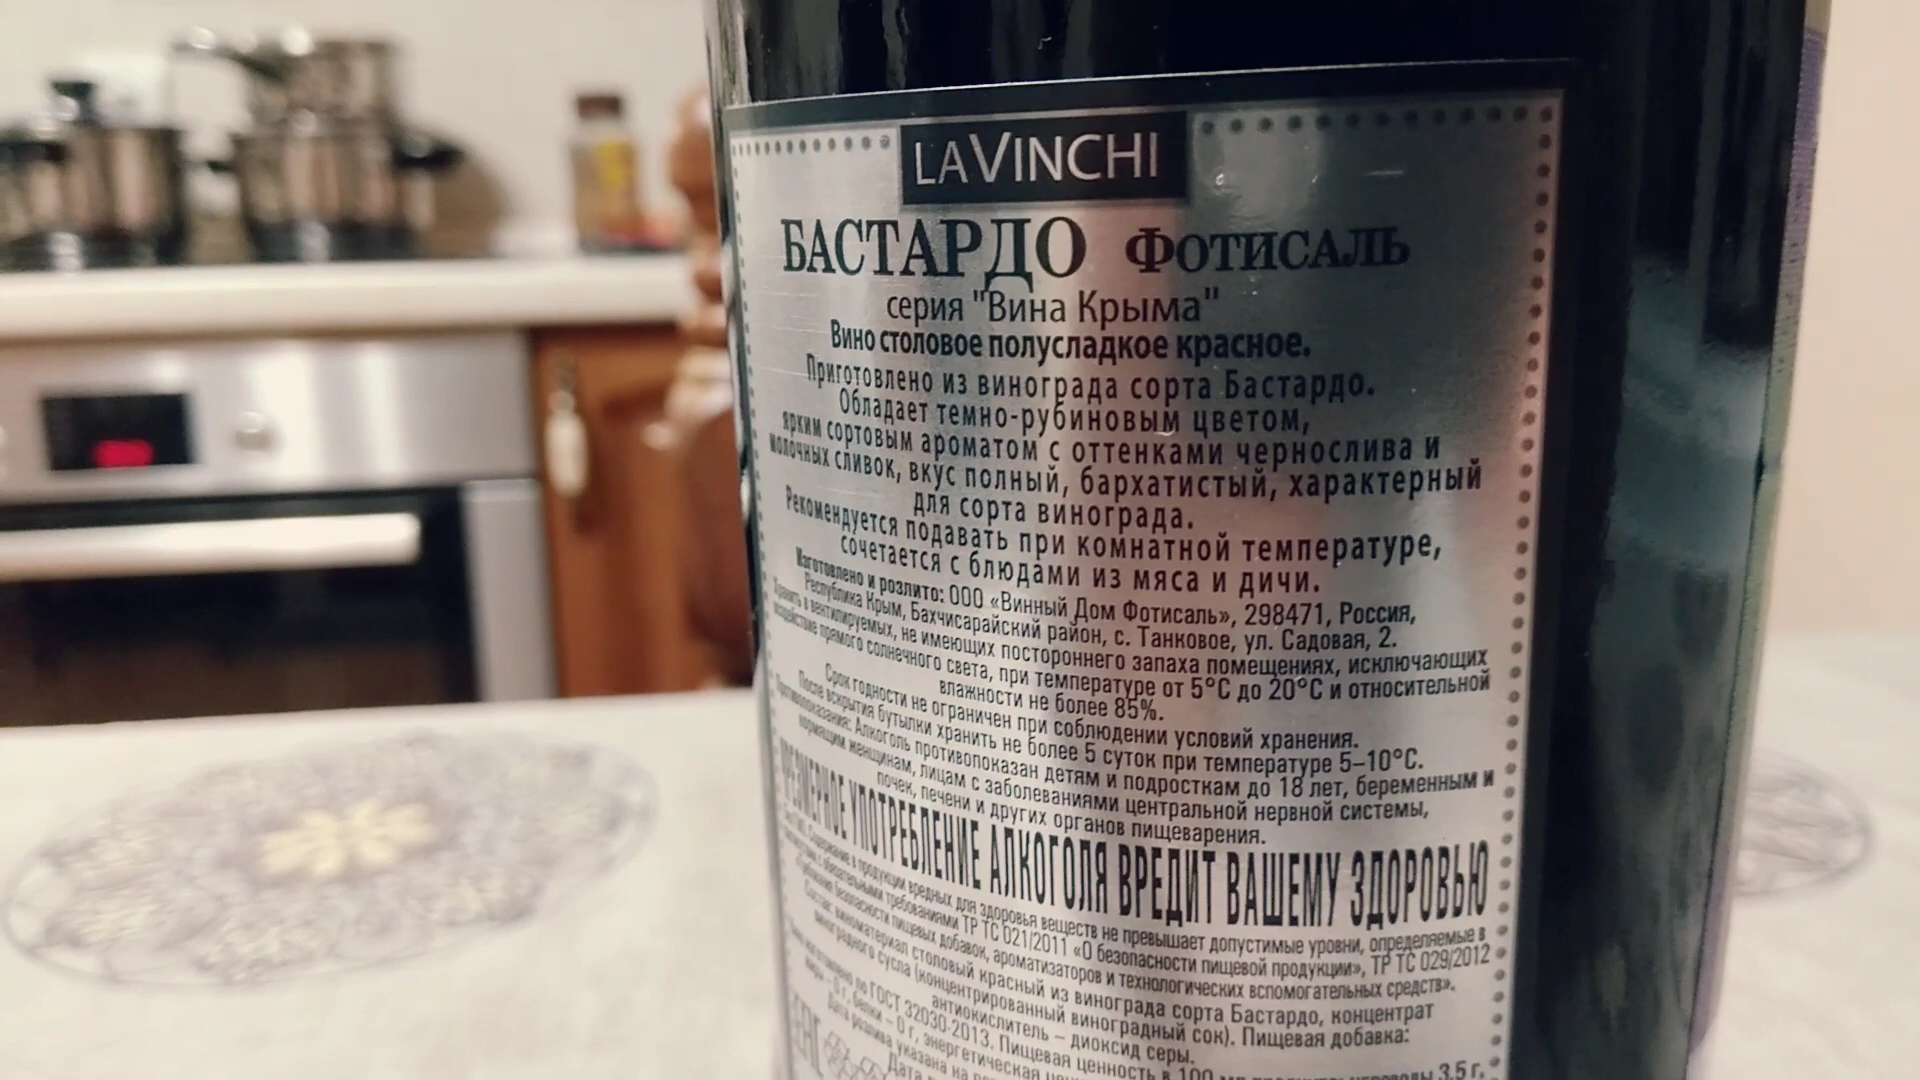 LAVINCHI
БАСТАРДО ФОТИСАЛЬ
серия "Вина Крыма"
Вино столовое полусладкое красное.
Приготовлено из винограда сорта Бастардо.
Обладает темно-рубиновым цветом,
ярким сортовым ароматом с оттенками чернослива и
молочных сливок, вкус полный, бархатистый, характерный
для сорта винограда.
Рекомендуется подавать при комнатной температуре,
сочетается с блюдами из мяса и дичи.
Изготовлено и розлито: ООО «Винный Дом Фотисаль», 298471, Россия,
Республика Крым, Бахчисарайский район, с. Танковое, ул. Садовая, 2.
Хранить в вентилируемых, не имеющих постороннего запаха помещениях, исключающих
воздействие прямого солнечного света, при температуре от 5°С до 20°С и относительной
влажности не более 85%.
Срок годности не ограничен при соблюдении условий хранения.
После вскрытия бутылки хранить не более 5 суток при температуре 5–10°С.
Противопоказания: Алкоголь противопоказан детям и подросткам до 18 лет, беременным и
кормящим женщинам, лицам с заболеваниями центральной нервной системы,
почек, печени и других органов пищеварения.
ЧРЕЗМЕРНОЕ УПОТРЕБЛЕНИЕ АЛКОГОЛЯ ВРЕДИТ ВАШЕМУ ЗДОРОВЬЮ
Содержание в продукции вредных для здоровья веществ не превышает допустимые уровни, определяемые в
соответствии с обязательными требованиями ТР ТС 021/2011 «О безопасности пищевой продукции», ТР ТС 029/2012
«Требования безопасности пищевых добавок, ароматизаторов и технологических вспомогательных средств».
Состав: виноматериал столовый красный из винограда сорта Бастардо, концентрат
виноградного сусла (концентрированный виноградный сок). Пищевая добавка:
антиокислитель – диоксид серы.
изготовлено по ГОСТ 32030-2013. Пищевая ценность в 100 мл 3,5 г,
жиры – 0 г, белки – 0 г, энергетическая
Дата розлива указана на
Дата